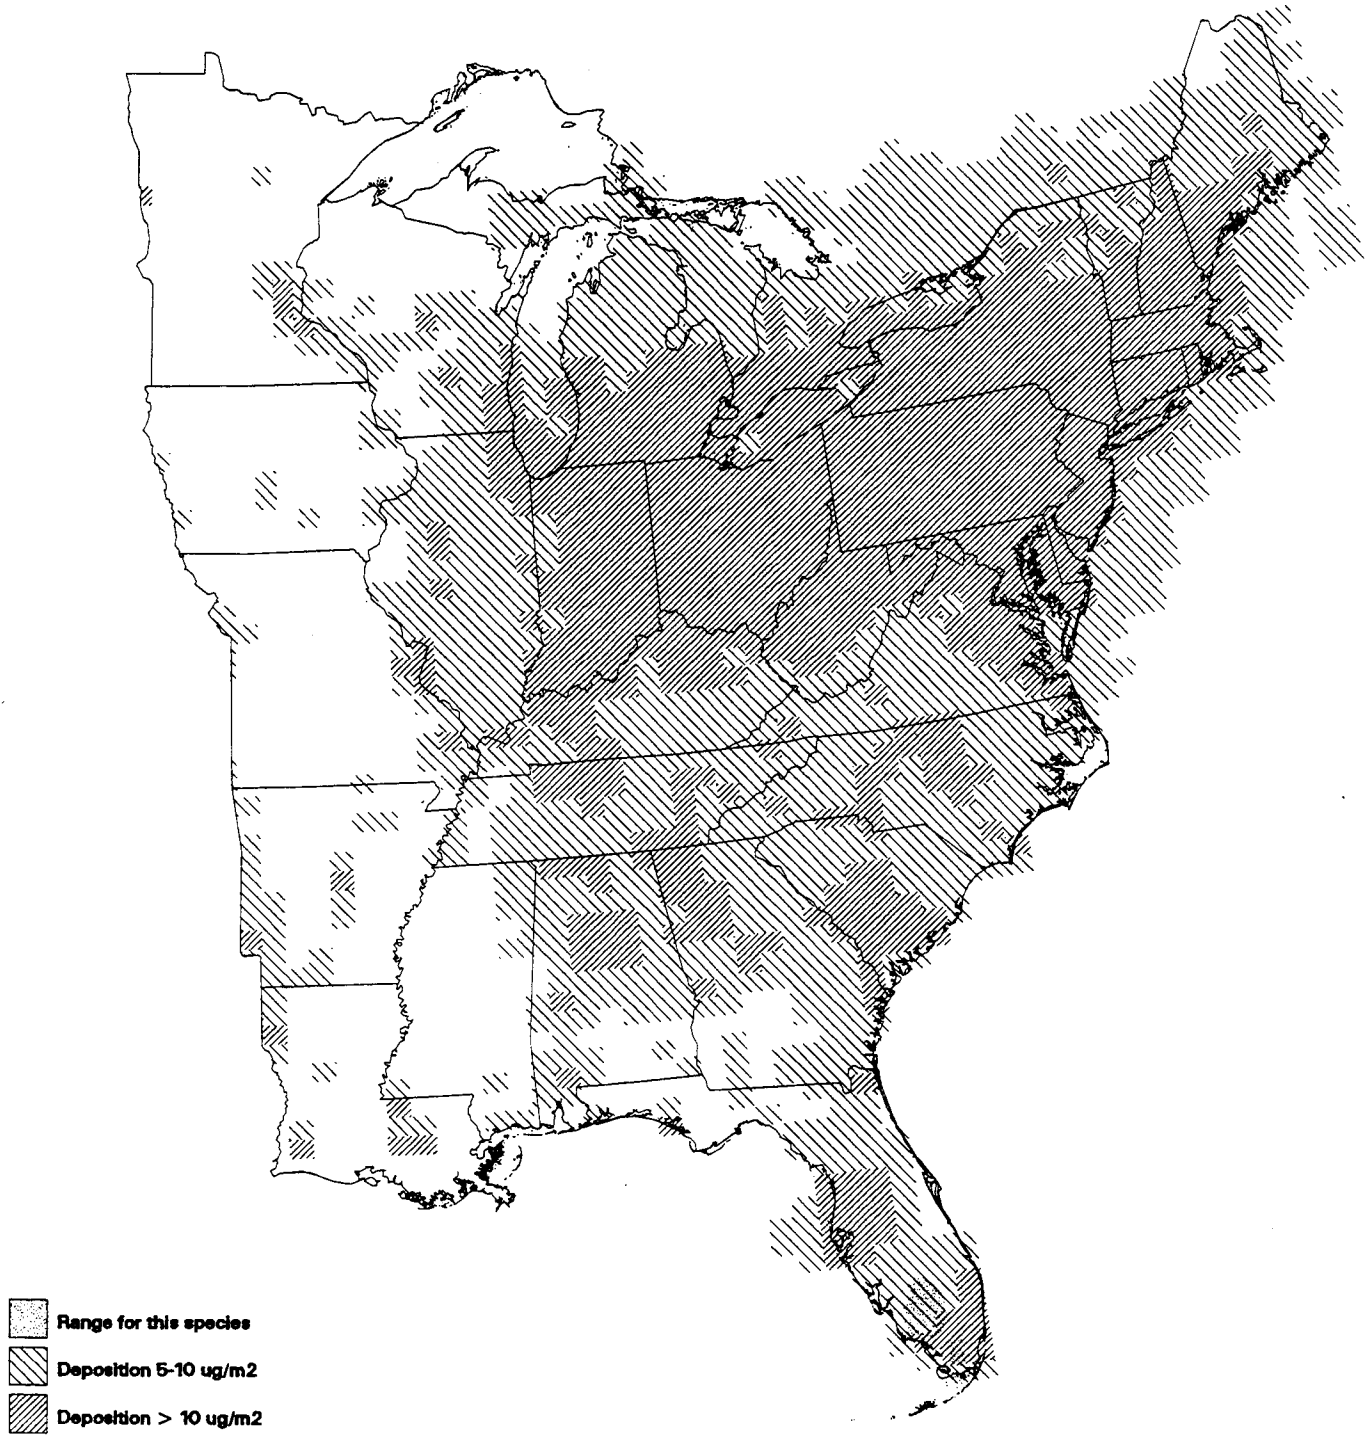 Range for this species
Deposition 5-10 ug/m2
Deposition > 10 ug/m2